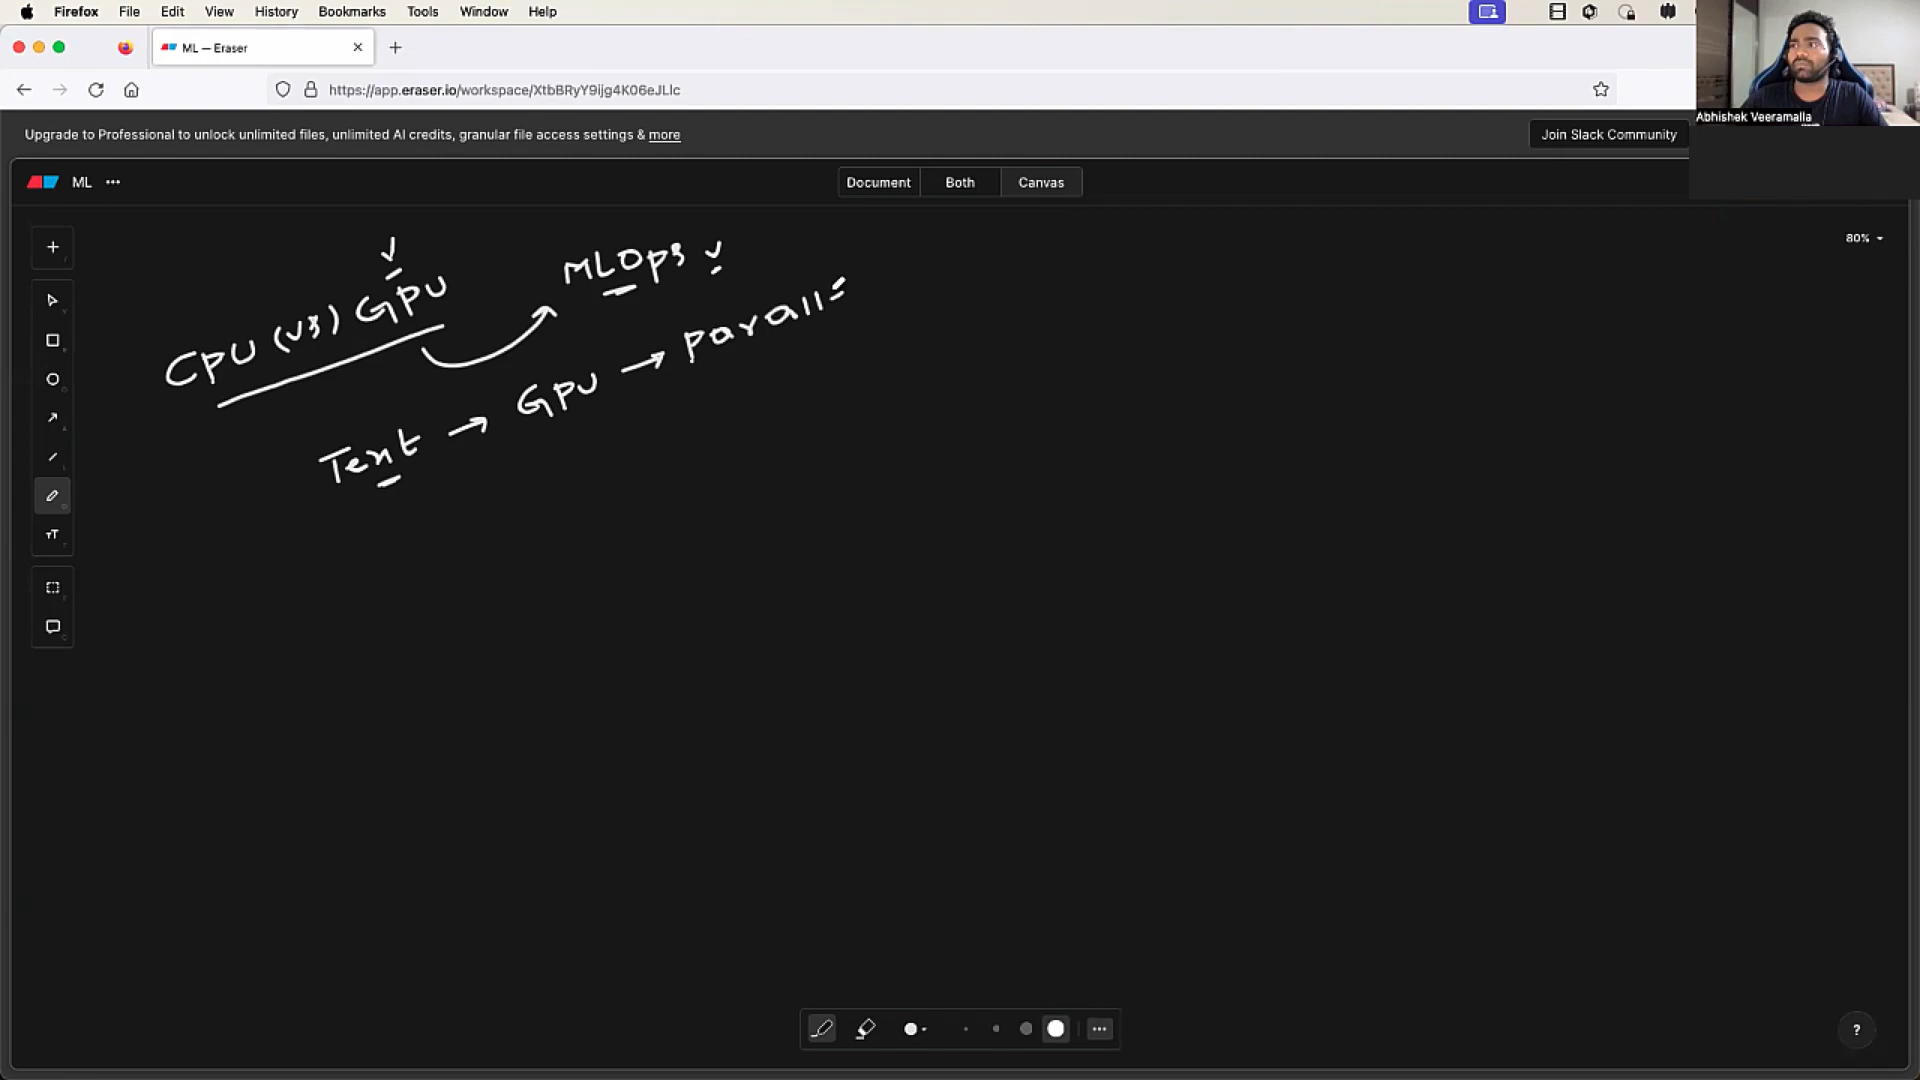 Firefox File Edit View History Bookmarks Tools Window Help
ML — Eraser
https://app.eraser.io/workspace/XtbBRyY9ijg4K06eJLlc
Abhishek Veeramalla
Upgrade to Professional to unlock unlimited files, unlimited AI credits, granular file access settings & more
Join Slack Community
ML
Document Both Canvas
80%
CPU (vs) GPU
MLOps
Text → GPU → parall
?